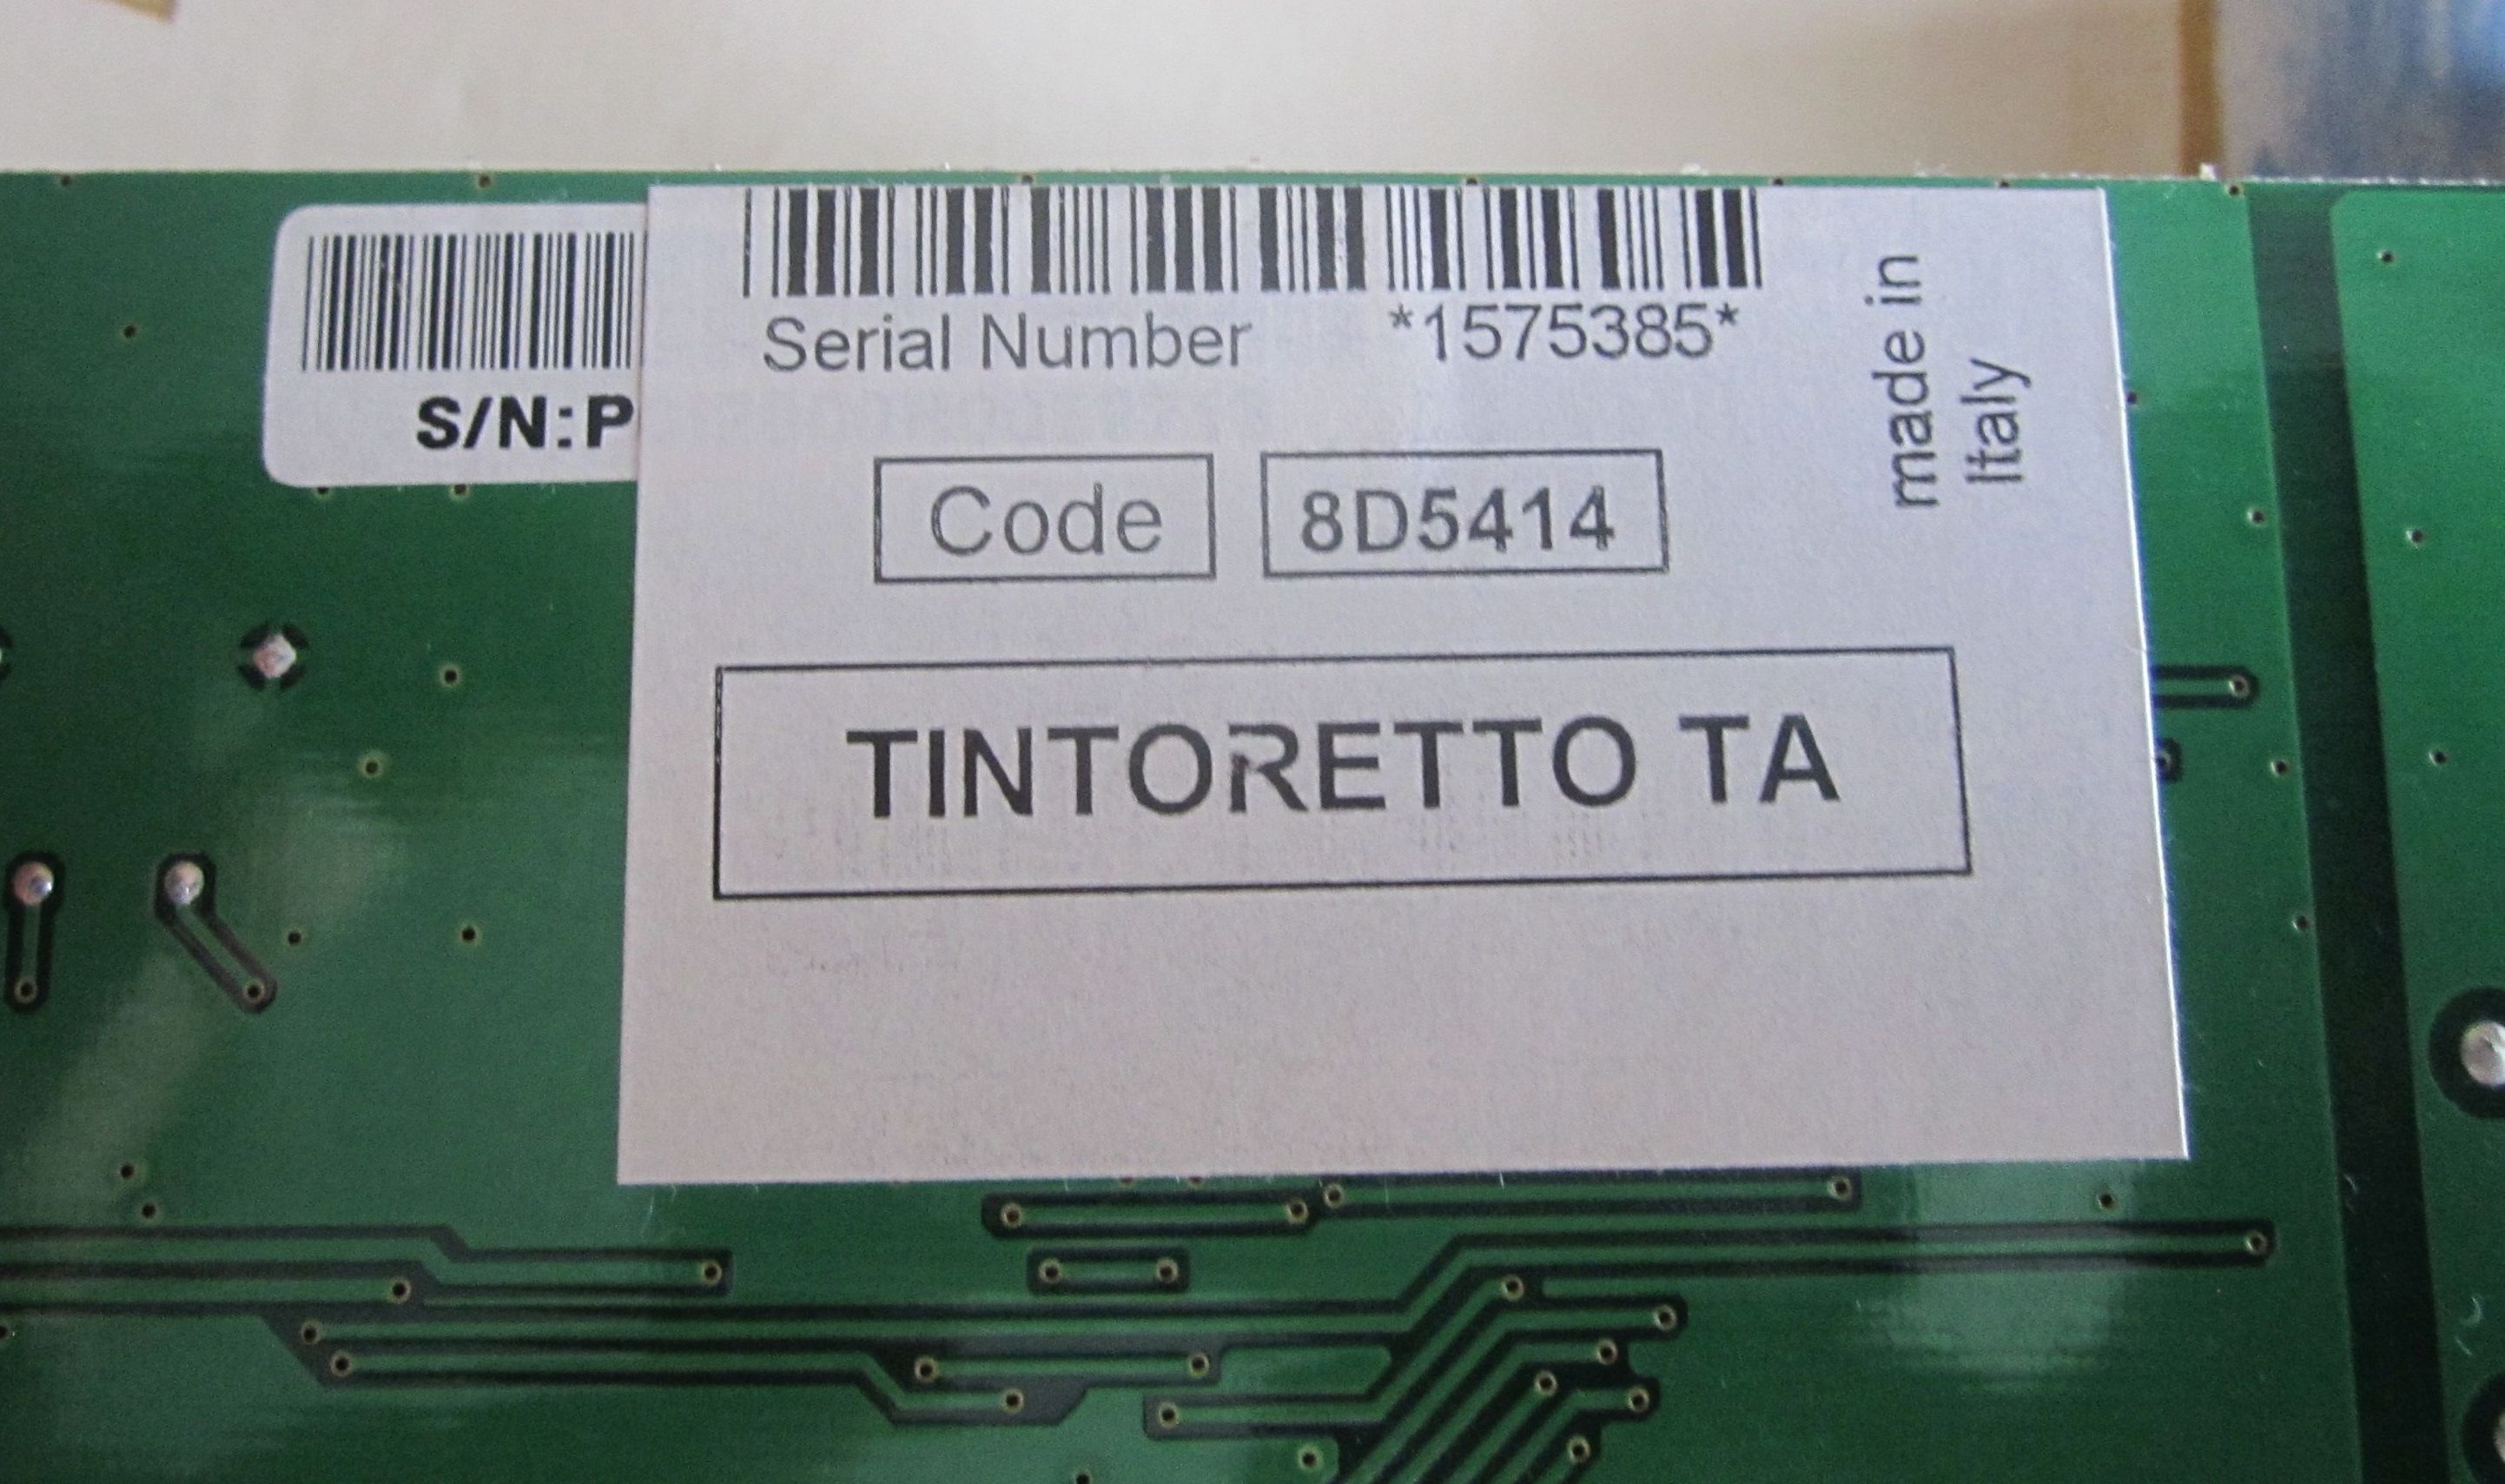 S/N:P
Serial Number *1575385*
Code 8D5414
TINTORETTO TA
made in
Italy